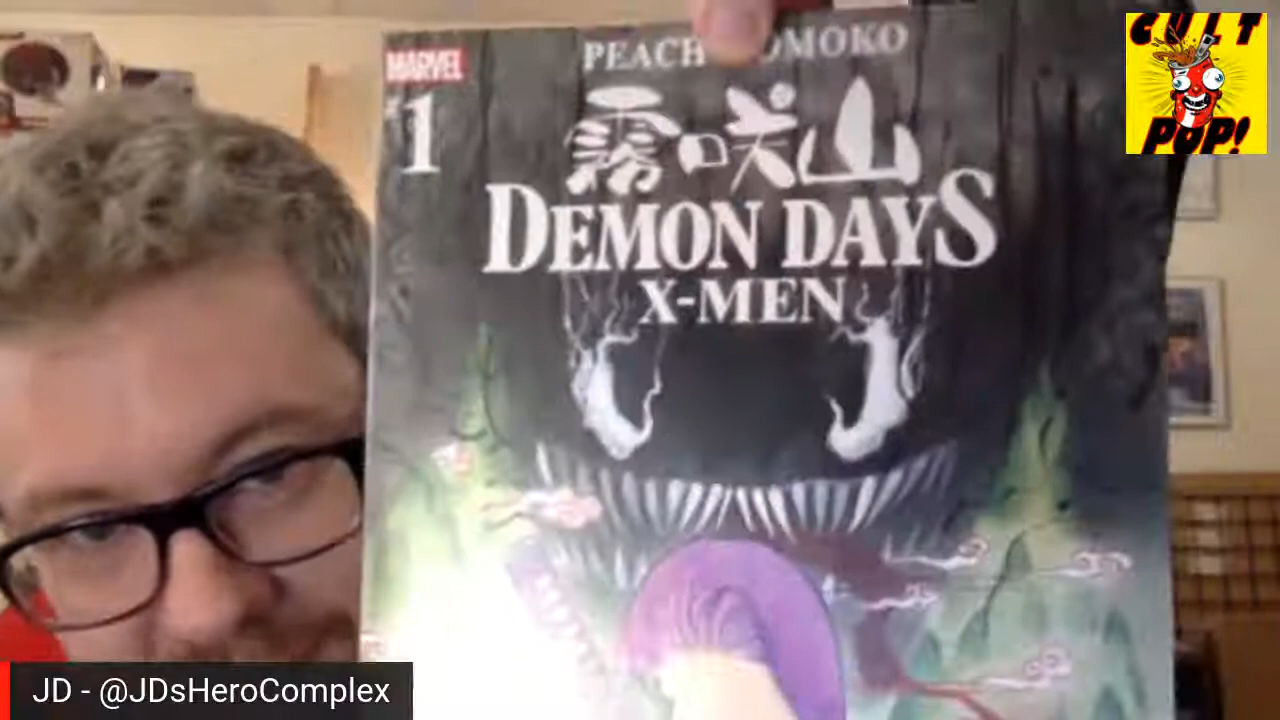 MARVEL
#1
PEACH OMOKO
霧咲山
DEMON DAYS
X-MEN
CULT
POP!
JD - @JDsHeroComplex